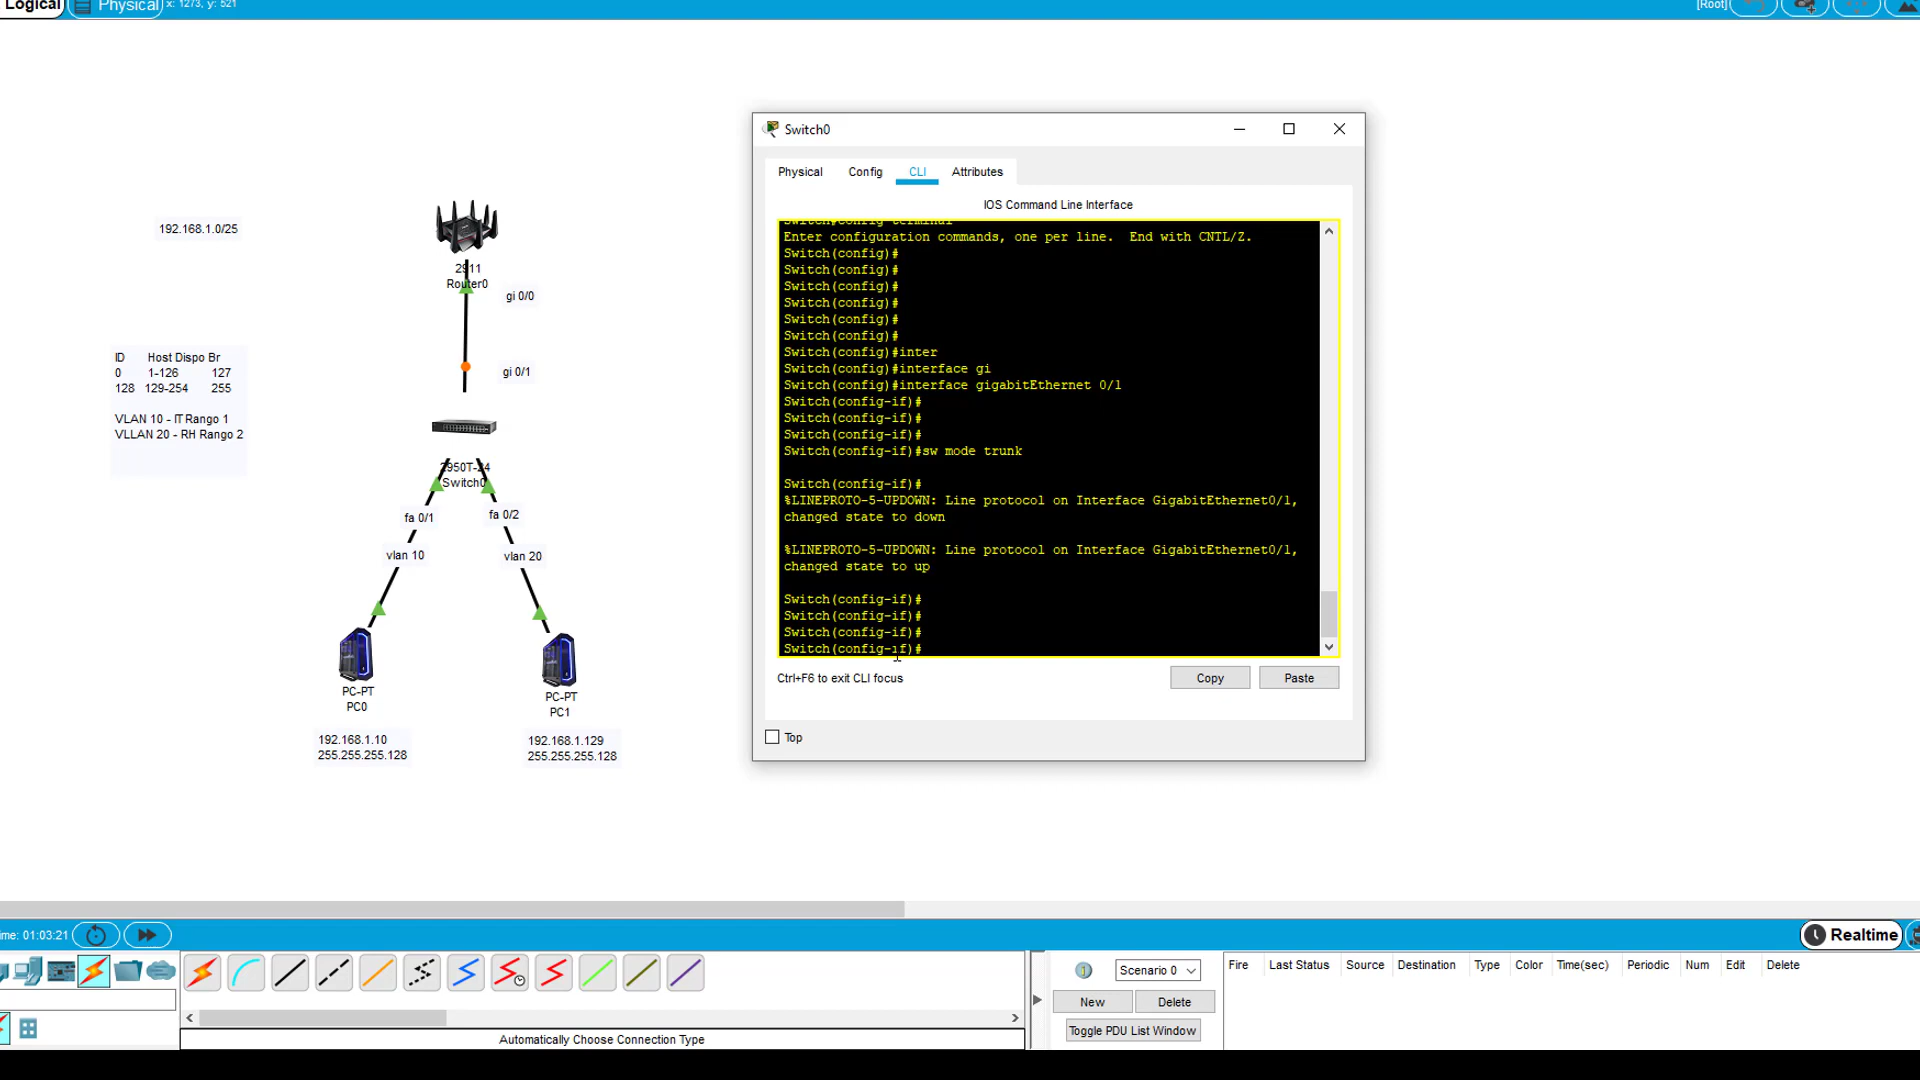 Logical
Physical
x: 1273, y: 521
[Root]
192.168.1.0/25
2911
Router0
gi 0/0
gi 0/1
ID Host Dispo Br
0 1-126 127
128 129-254 255
VLAN 10 - IT Rango 1
VLLAN 20 - RH Rango 2
2950T-24
Switch0
fa 0/1
fa 0/2
vlan 10
vlan 20
PC-PT
PC0
PC-PT
PC1
192.168.1.10
255.255.255.128
192.168.1.129
255.255.255.128
Switch0
Physical
Config
CLI
Attributes
IOS Command Line Interface
Switch#config terminal
Enter configuration commands, one per line. End with CNTL/Z.
Switch(config)#
Switch(config)#
Switch(config)#
Switch(config)#
Switch(config)#
Switch(config)#
Switch(config)#inter
Switch(config)#interface gi
Switch(config)#interface gigabitEthernet 0/1
Switch(config-if)#
Switch(config-if)#
Switch(config-if)#
Switch(config-if)#sw mode trunk
Switch(config-if)#
%LINEPROTO-5-UPDOWN: Line protocol on Interface GigabitEthernet0/1,
changed state to down
%LINEPROTO-5-UPDOWN: Line protocol on Interface GigabitEthernet0/1,
changed state to up
Switch(config-if)#
Switch(config-if)#
Switch(config-if)#
Switch(config-if)#
Ctrl+F6 to exit CLI focus
Copy
Paste
Top
ime: 01:03:21
Realtime
Automatically Choose Connection Type
Scenario 0
New
Delete
Toggle PDU List Window
Fire Last Status Source Destination Type Color Time(sec) Periodic Num Edit Delete